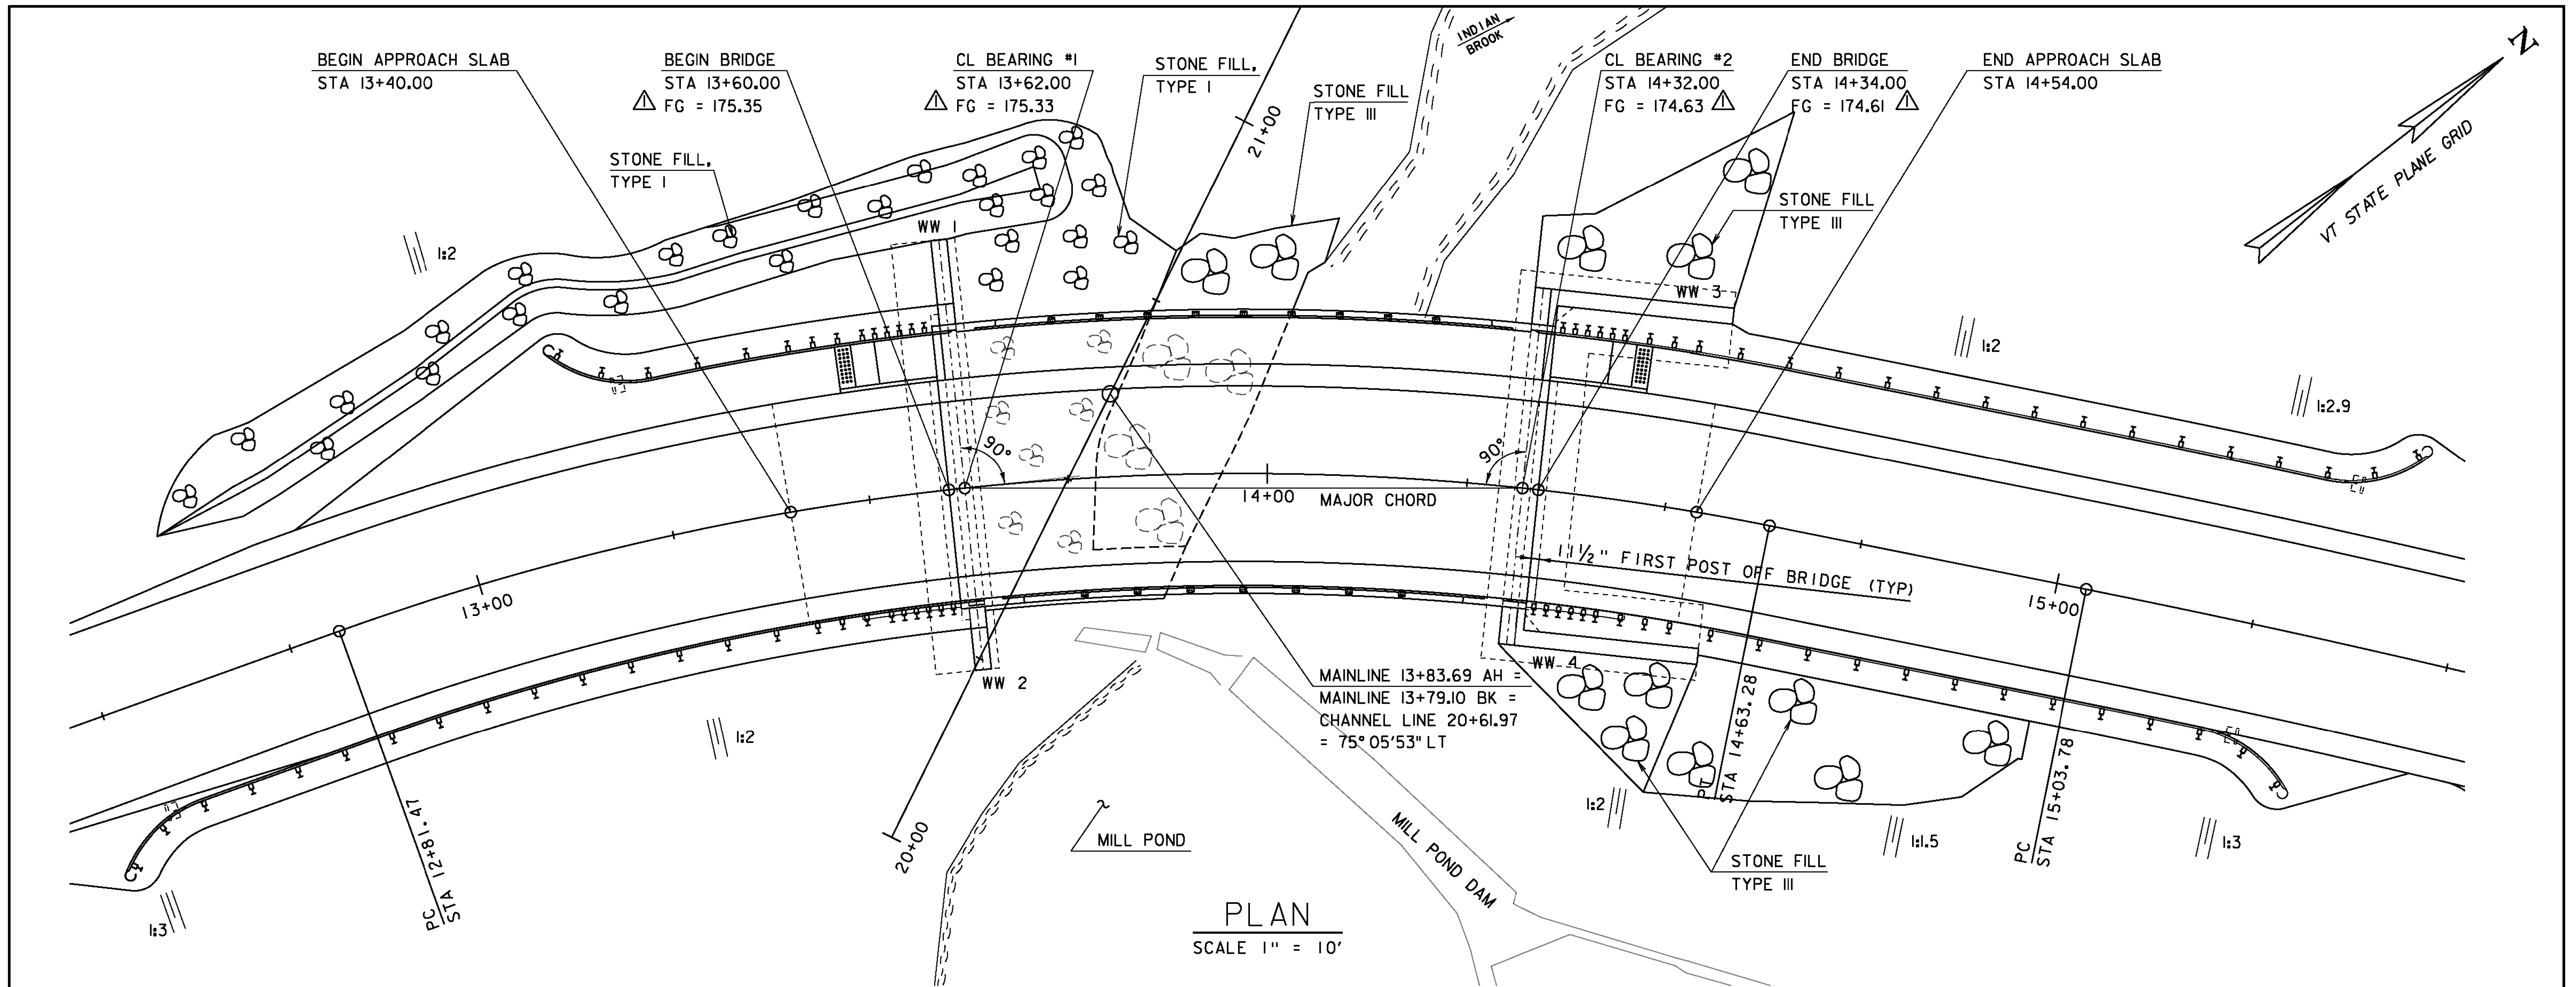 INDIAN
BROOK
N
VT STATE PLANE GRID
BEGIN APPROACH SLAB
STA 13+40.00
BEGIN BRIDGE
STA 13+60.00
1 FG = 175.35
CL BEARING #1
STA 13+62.00
1 FG = 175.33
STONE FILL,
TYPE I
STONE FILL
TYPE III
CL BEARING #2
STA 14+32.00
FG = 174.63 1
END BRIDGE
STA 14+34.00
FG = 174.61 1
END APPROACH SLAB
STA 14+54.00
21+00
STONE FILL,
TYPE I
STONE FILL
TYPE III
WW 1
1:2
WW 3
1:2
1:2.9
90°
90°
14+00
MAJOR CHORD
13+00
11 1/2" FIRST POST OFF BRIDGE (TYP)
15+00
WW 2
WW 4
MAINLINE 13+83.69 AH =
MAINLINE 13+79.10 BK =
CHANNEL LINE 20+61.97
= 75° 05'53" LT
1:2
PT
STA 14+63.28
PC
STA 15+03.78
PC
STA 12+81.47
20+00
MILL POND
MILL POND DAM
1:2
1:1.5
1:3
STONE FILL
TYPE III
1:3
PLAN
SCALE 1" = 10'